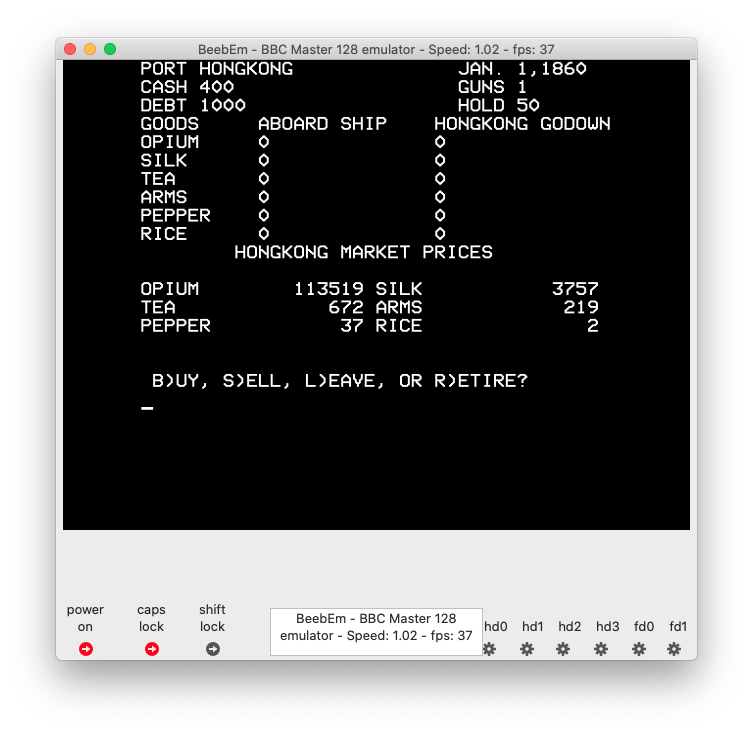 BeebEm - BBC Master 128 emulator - Speed: 1.02 - fps: 37
PORT HONGKONG JAN. 1,1860
CASH 400 GUNS 1
DEBT 1000 HOLD 50
GOODS ABOARD SHIP HONGKONG GODOWN
OPIUM 0 0
SILK 0 0
TEA 0 0
ARMS 0 0
PEPPER 0 0
RICE 0 0
HONGKONG MARKET PRICES
OPIUM 113519 SILK 3757
TEA 672 ARMS 219
PEPPER 37 RICE 2
B)UY, S)ELL, L)EAVE, OR R)ETIRE?
power on
caps lock
shift lock
BeebEm - BBC Master 128
emulator - Speed: 1.02 - fps: 37
hd0 hd1 hd2 hd3 fd0 fd1